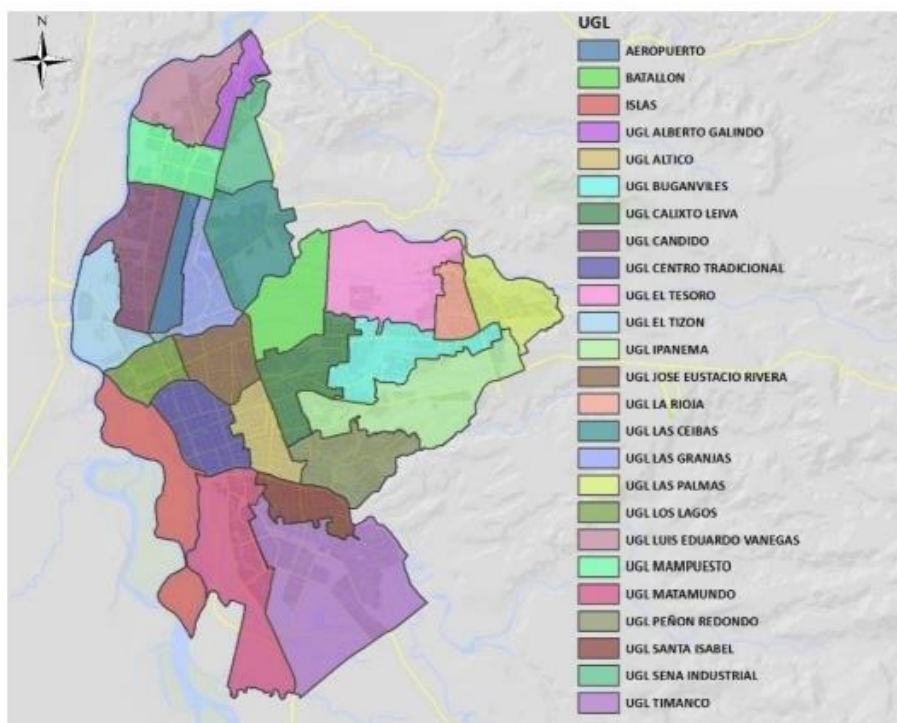 N
UGL
AEROPUERTO
BATALLON
ISLAS
UGL ALBERTO GALINDO
UGL ALTICO
UGL BUGANVILES
UGL CALIXTO LEIVA
UGL CANDIDO
UGL CENTRO TRADICIONAL
UGL EL TESORO
UGL EL TIZON
UGL IPANEMA
UGL JOSE EUSTACIO RIVERA
UGL LA RIOJA
UGL LAS CEIBAS
UGL LAS GRANJAS
UGL LAS PALMAS
UGL LOS LAGOS
UGL LUIS EDUARDO VANEGAS
UGL MAMPUESTO
UGL MATAMUNDO
UGL PEÑON REDONDO
UGL SANTA ISABEL
UGL SENA INDUSTRIAL
UGL TIMANCO